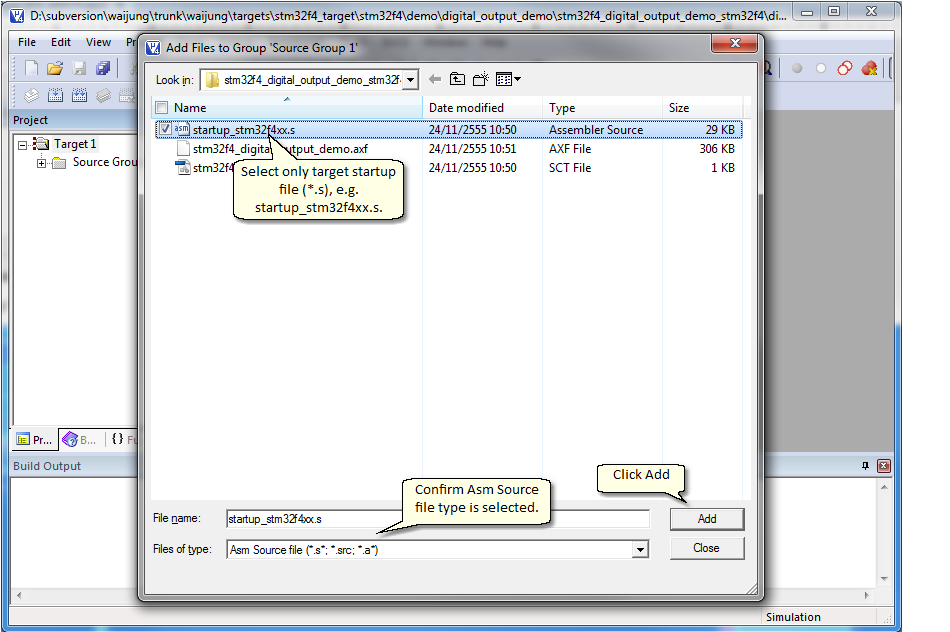 D:\subversion\waijung\trunk\waijung\targets\stm32f4_target\stm32f4\demo\digital_output_demo\stm32f4_digital_output_demo_stm32f4\di...
File Edit View Pr
Add Files to Group 'Source Group 1'
Look in: stm32f4_digital_output_demo_stm32f4
Project
Name Date modified Type Size
startup_stm32f4xx.s 24/11/2555 10:50 Assembler Source 29 KB
Target 1
stm32f4_digita output_demo.axf 24/11/2555 10:51 AXF File 306 KB
Source Grou
stm32f4 24/11/2555 10:50 SCT File 1 KB
Select only target startup
file (*.s), e.g.
startup_stm32f4xx.s.
Pr... B... {} Fu
Build Output
Click Add
Confirm Asm Source
file type is selected.
File name: startup_stm32f4xx.s Add
Files of type: Asm Source file (*.s*; *.src; *.a*) Close
Simulation